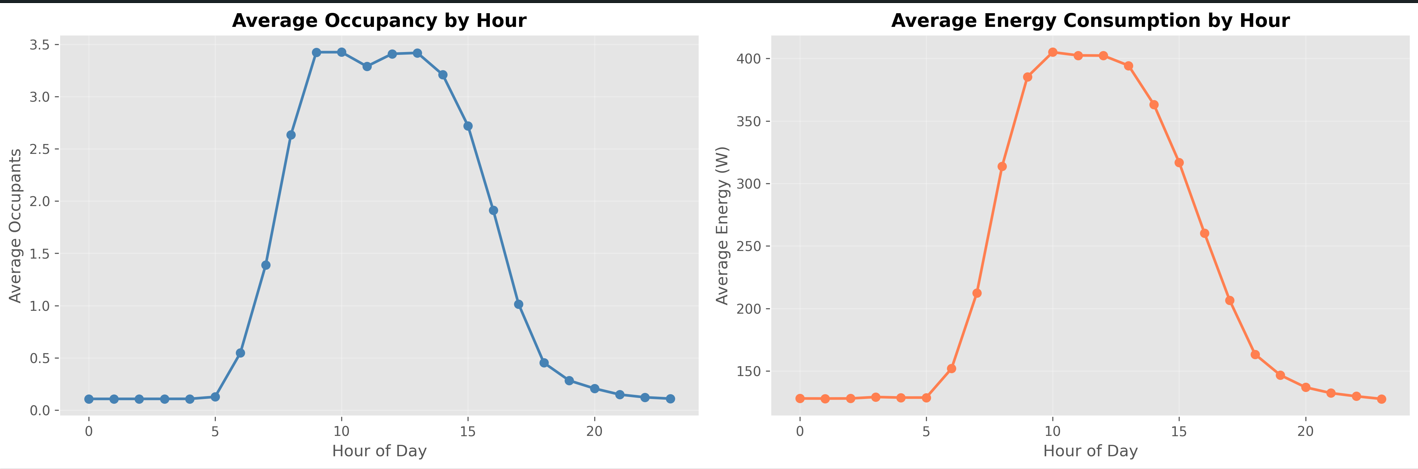 Average Occupancy by Hour
3.5
3.0
2.5
2.0
1.5
1.0
0.5
0.0
Average Occupants
0 5 10 15 20
Hour of Day
Average Energy Consumption by Hour
400
350
300
250
200
150
Average Energy (W)
0 5 10 15 20
Hour of Day